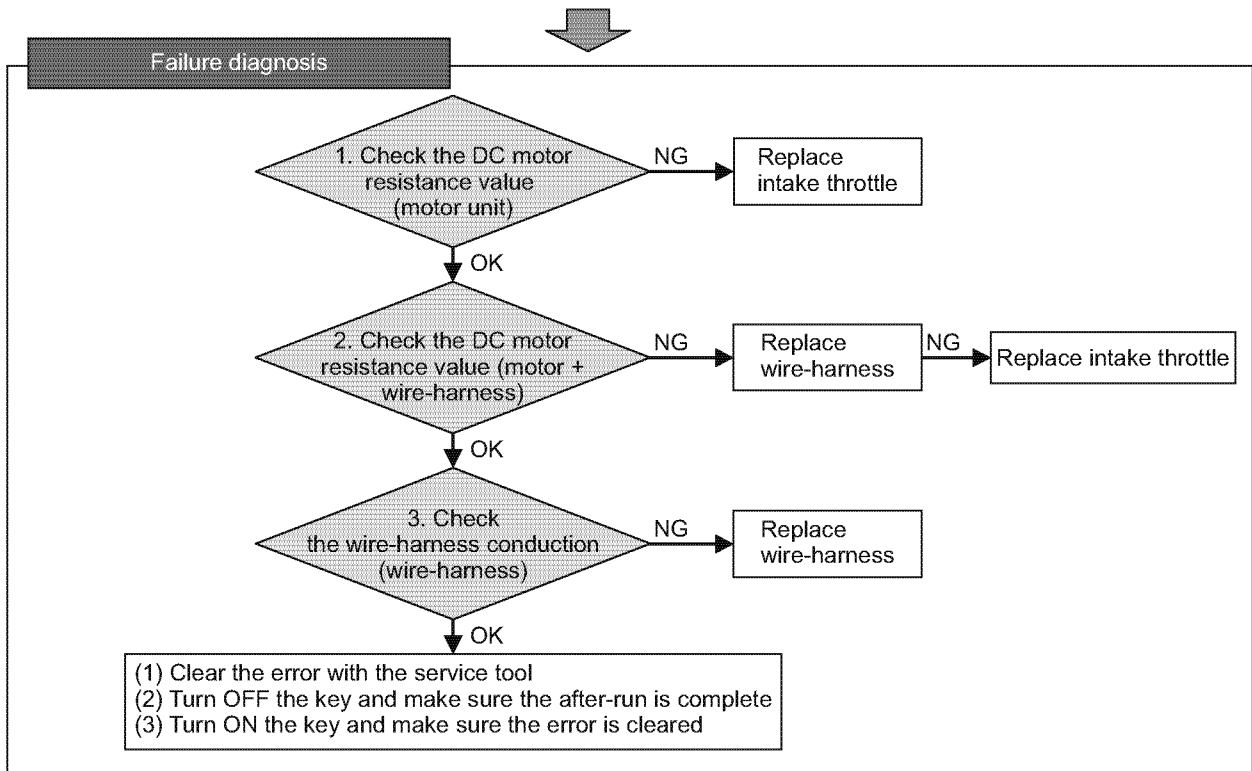 Failure diagnosis
1. Check the DC motor
resistance value
(motor unit)
NG
Replace
intake throttle
OK
2. Check the DC motor
resistance value (motor +
wire-harness)
NG
Replace
wire-harness
NG
Replace intake throttle
OK
3. Check
the wire-harness conduction
(wire-harness)
NG
Replace
wire-harness
OK
(1) Clear the error with the service tool
(2) Turn OFF the key and make sure the after-run is complete
(3) Turn ON the key and make sure the error is cleared